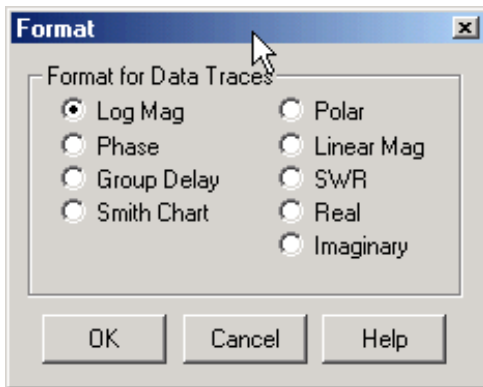 Format
Format for Data Traces
Log Mag
Phase
Group Delay
Smith Chart
Polar
Linear Mag
SWR
Real
Imaginary
OK
Cancel
Help